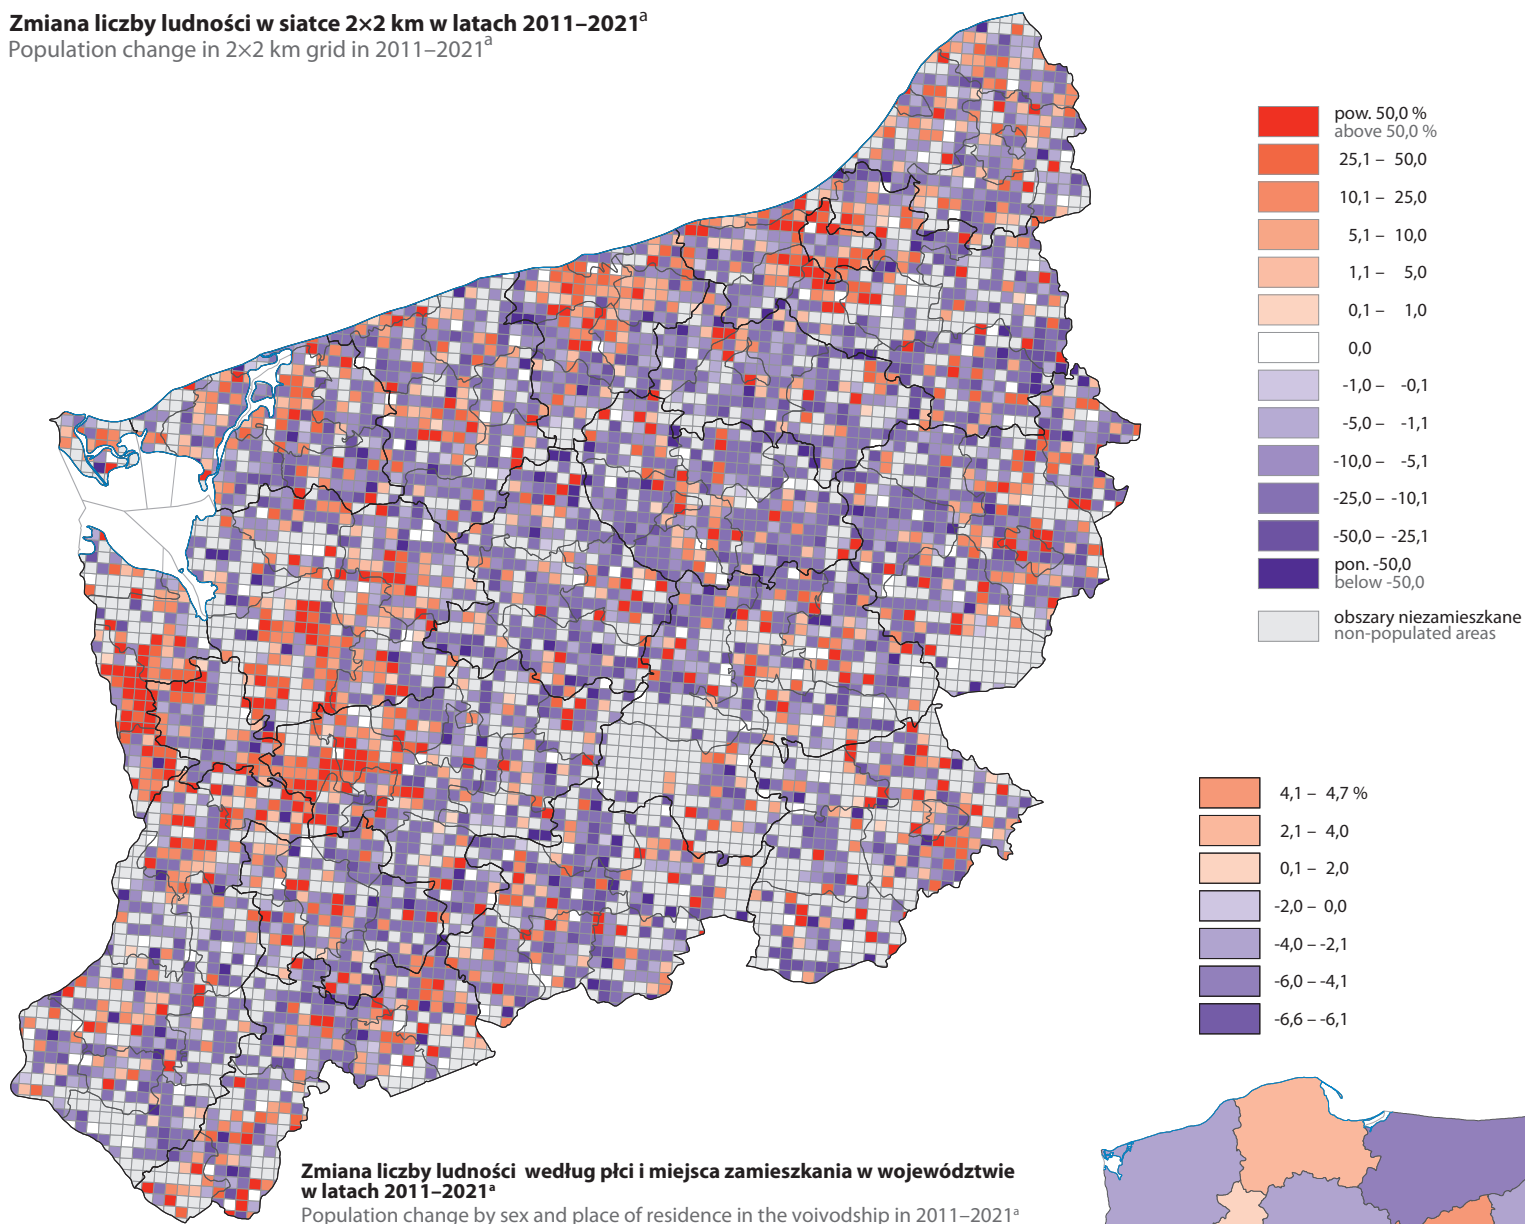 Zmiana liczby ludności w siatce 2×2 km w latach 2011–2021ᵃ
Population change in 2×2 km grid in 2011–2021ᵃ
pow. 50,0 %
above 50,0 %
25,1 – 50,0
10,1 – 25,0
5,1 – 10,0
1,1 – 5,0
0,1 – 1,0
0,0
-1,0 – -0,1
-5,0 – -1,1
-10,0 – -5,1
-25,0 – -10,1
-50,0 – -25,1
pon. -50,0
below -50,0
obszary niezamieszkane
non-populated areas
4,1 – 4,7 %
2,1 – 4,0
0,1 – 2,0
-2,0 – 0,0
-4,0 – -2,1
-6,0 – -4,1
-6,6 – -6,1
Zmiana liczby ludności według płci i miejsca zamieszkania w województwie
w latach 2011–2021ᵃ
Population change by sex and place of residence in the voivodship in 2011–2021ᵃ